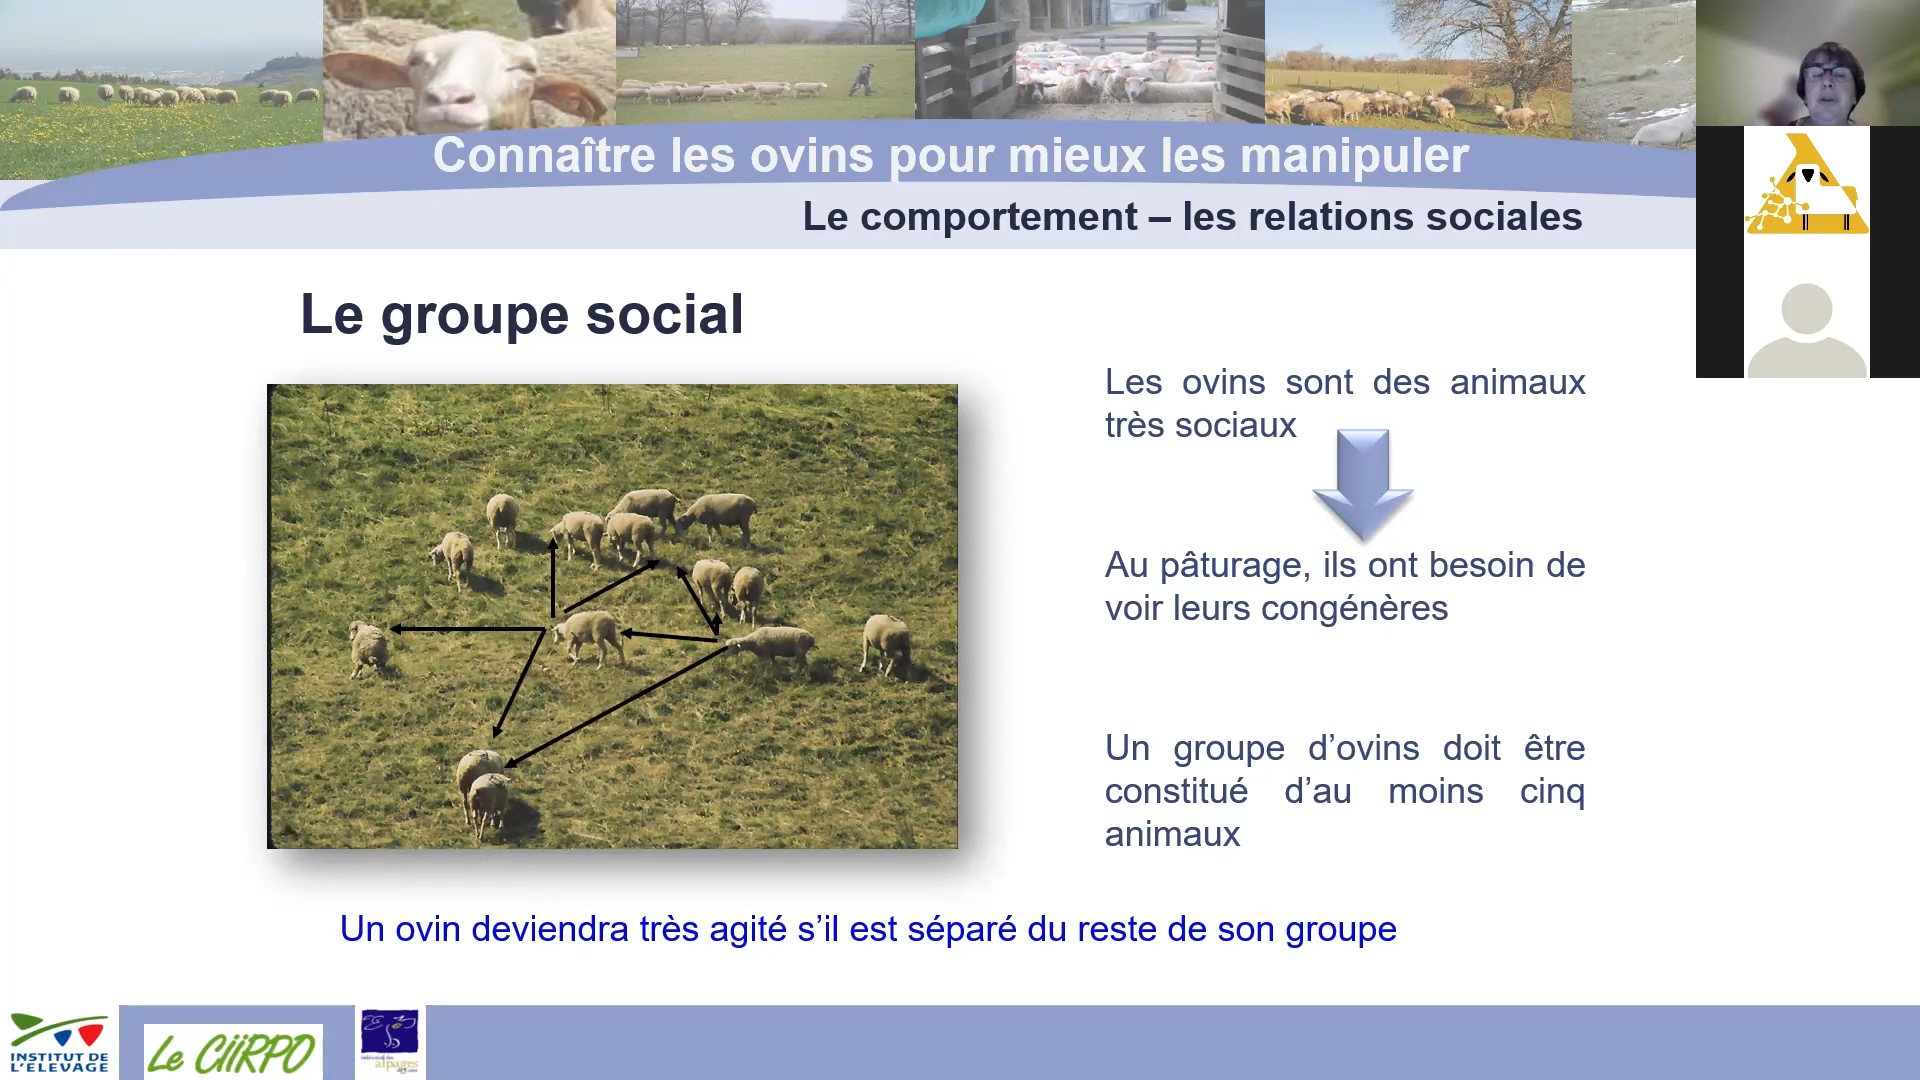 Connaître les ovins pour mieux les manipuler
Le comportement – les relations sociales
Le groupe social
Les ovins sont des animaux
très sociaux
Au pâturage, ils ont besoin de
voir leurs congénères
Un groupe d’ovins doit être
constitué d’au moins cinq
animaux
Un ovin deviendra très agité s’il est séparé du reste de son groupe
INSTITUT DE
L'ELEVAGE
Le CIIRPO
alpages